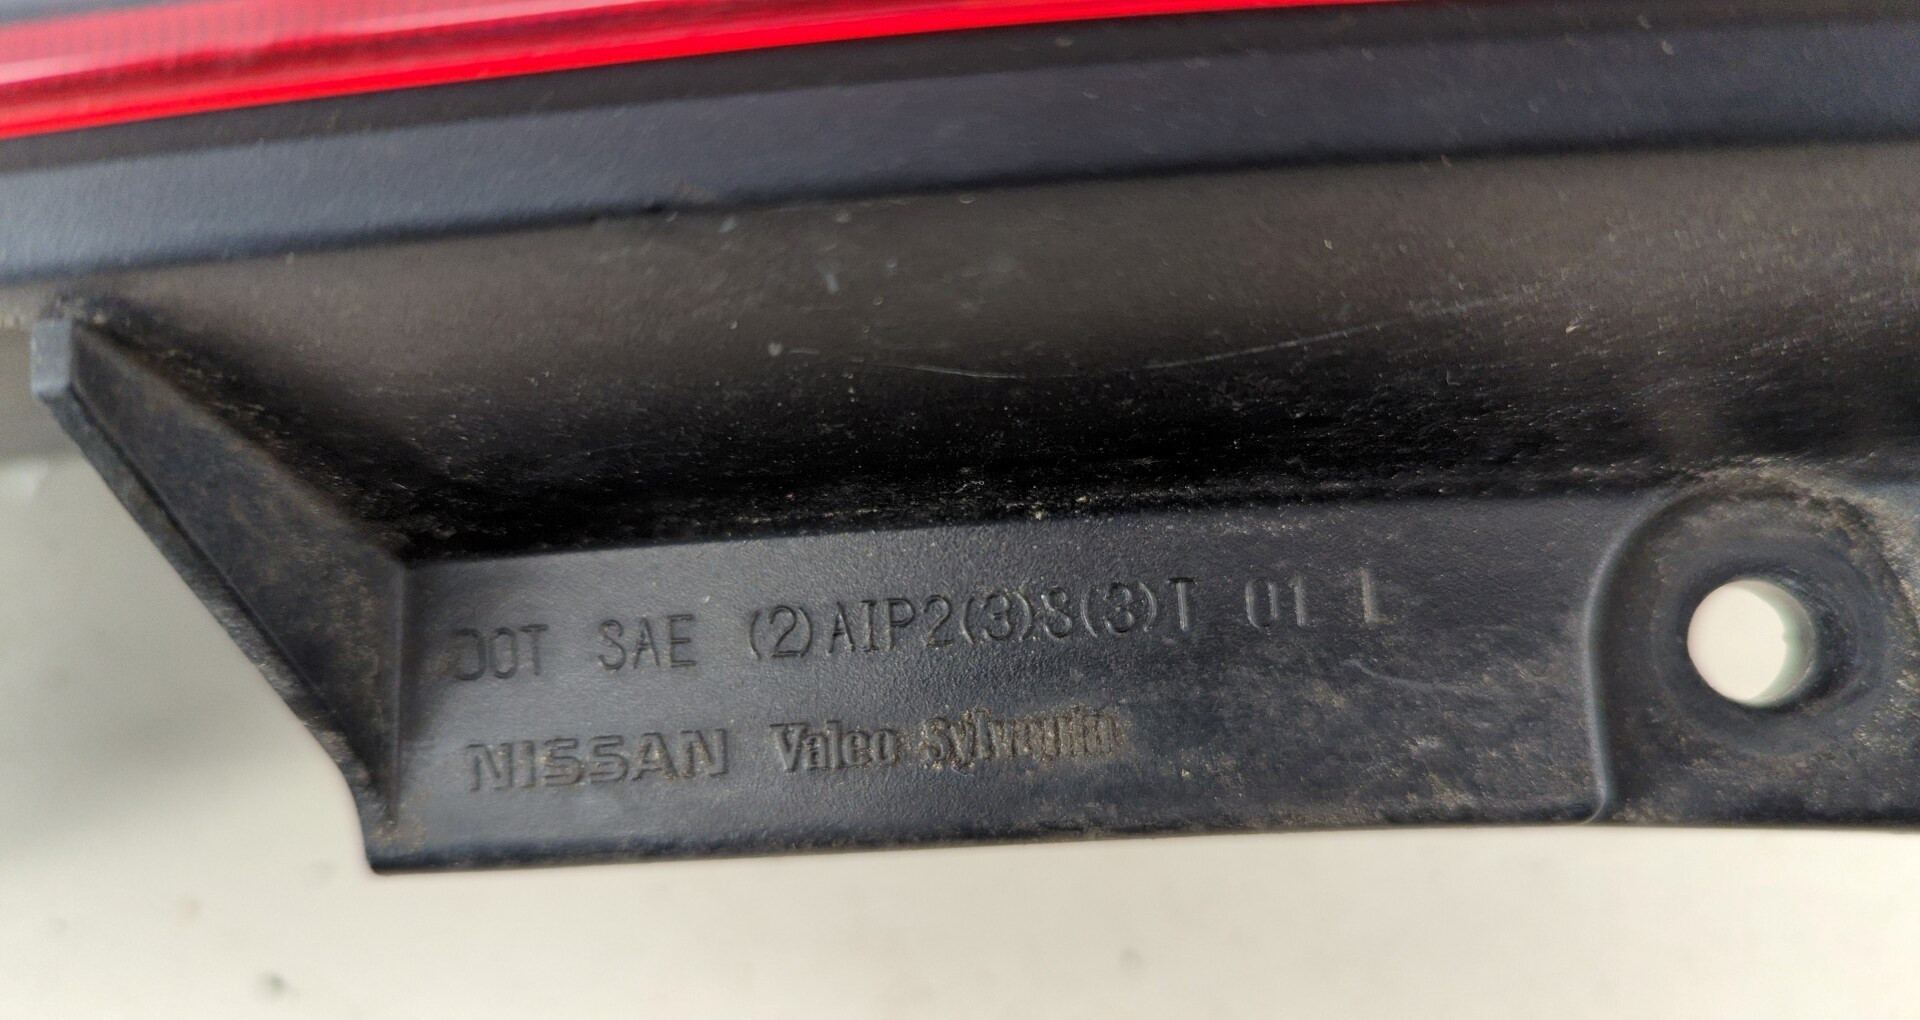 DOT SAE (2)AIP2(3)S(3)T 01 L
NISSAN Valeo Sylvania